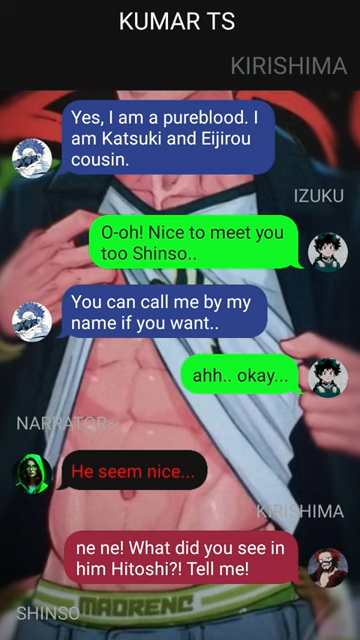 KUMAR TS
KIRISHIMA
Yes, I am a pureblood. I
am Katsuki and Eijirou
cousin.
IZUKU
O-oh! Nice to meet you
too Shinso..
You can call me by my
name if you want..
ahh.. okay...
NARRATOR~
He seem nice...
KIRISHIMA
ne ne! What did you see in
him Hitoshi?! Tell me!
MADRENC
SHINSO